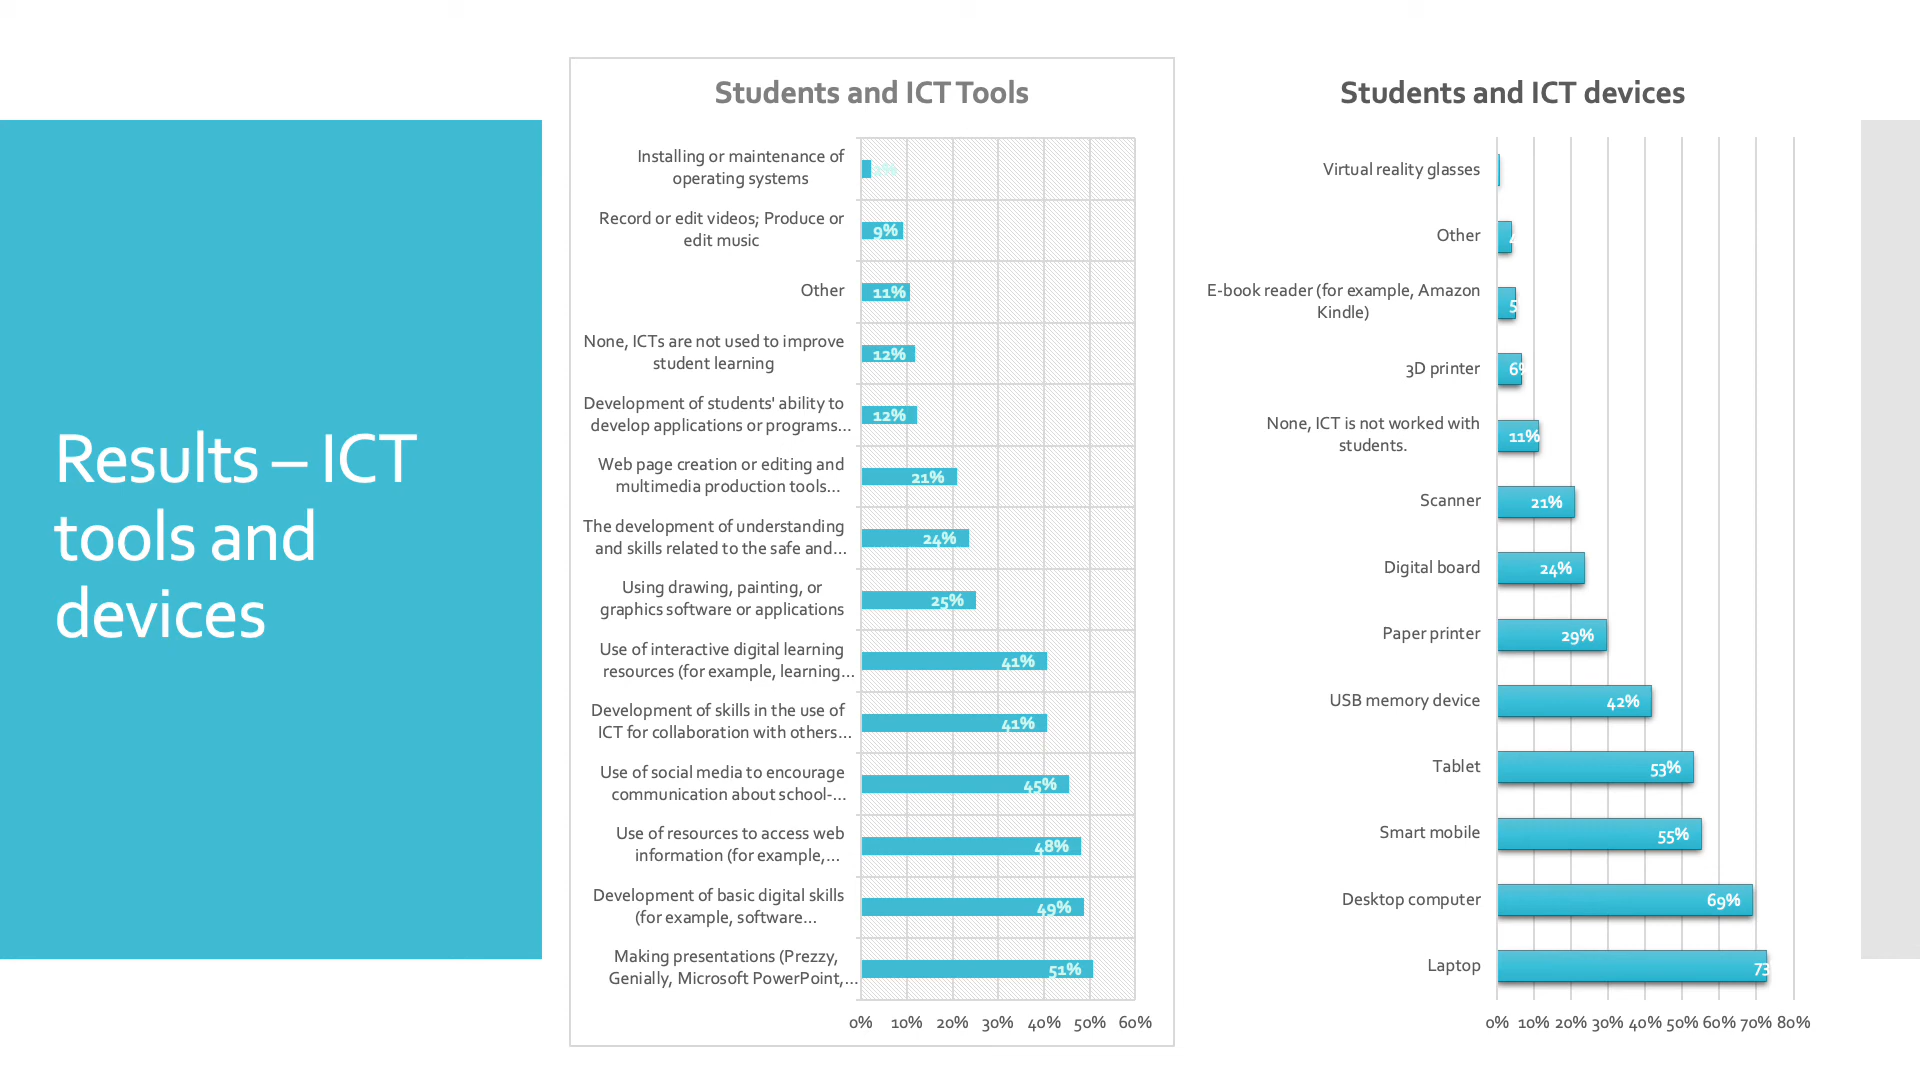 Results – ICT
tools and
devices
Students and ICT Tools
Installing or maintenance of
operating systems
2%
Record or edit videos; Produce or
edit music
9%
Other
11%
None, ICTs are not used to improve
student learning
12%
Development of students' ability to
develop applications or programs...
12%
Web page creation or editing and
multimedia production tools...
21%
The development of understanding
and skills related to the safe and...
24%
Using drawing, painting, or
graphics software or applications
25%
Use of interactive digital learning
resources (for example, learning...
41%
Development of skills in the use of
ICT for collaboration with others...
41%
Use of social media to encourage
communication about school-...
45%
Use of resources to access web
information (for example,...
48%
Development of basic digital skills
(for example, software...
49%
Making presentations (Prezzy,
Genially, Microsoft PowerPoint,...
51%
0% 10% 20% 30% 40% 50% 60%
Students and ICT devices
Virtual reality glasses
Other
E-book reader (for example, Amazon
Kindle)
5
3D printer
6%
None, ICT is not worked with
students.
11%
Scanner
21%
Digital board
24%
Paper printer
29%
USB memory device
42%
Tablet
53%
Smart mobile
55%
Desktop computer
69%
Laptop
73
0% 10% 20% 30% 40% 50% 60% 70% 80%